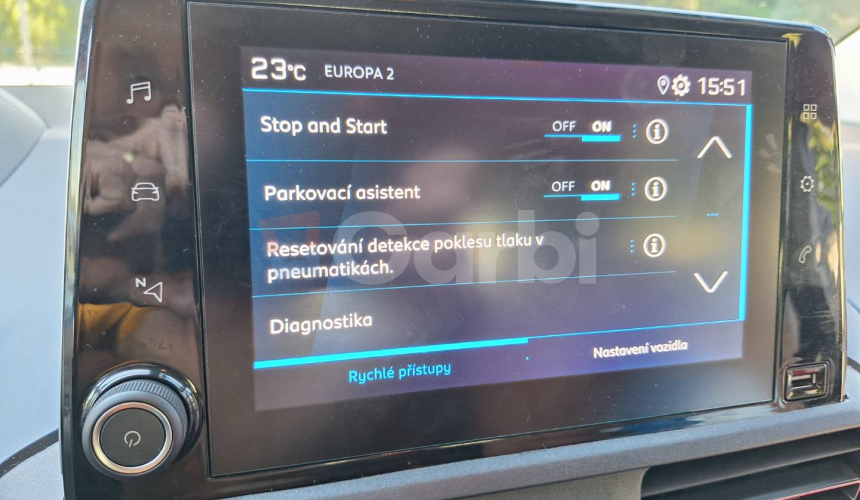 23°C EUROPA 2 15:51
Stop and Start OFF ON
Parkovací asistent OFF ON
Resetování detekce poklesu tlaku v
pneumatikách.
Diagnostika
Rychlé přístupy Nastavení vozidla
N
Carbi